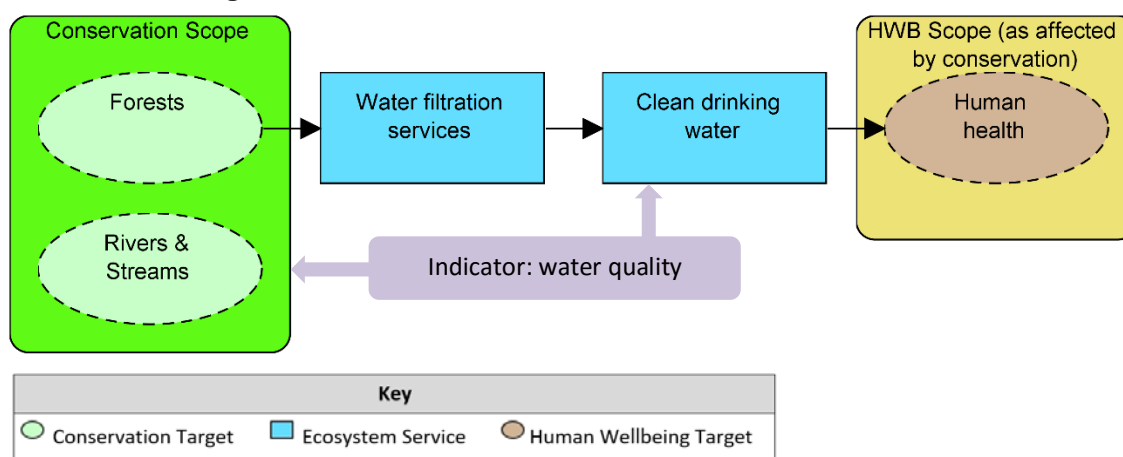 Conservation Scope
Forests
Rivers &
Streams
Water filtration
services
Clean drinking
water
HWB Scope (as affected
by conservation)
Human
health
Indicator: water quality
Key
Conservation Target
Ecosystem Service
Human Wellbeing Target